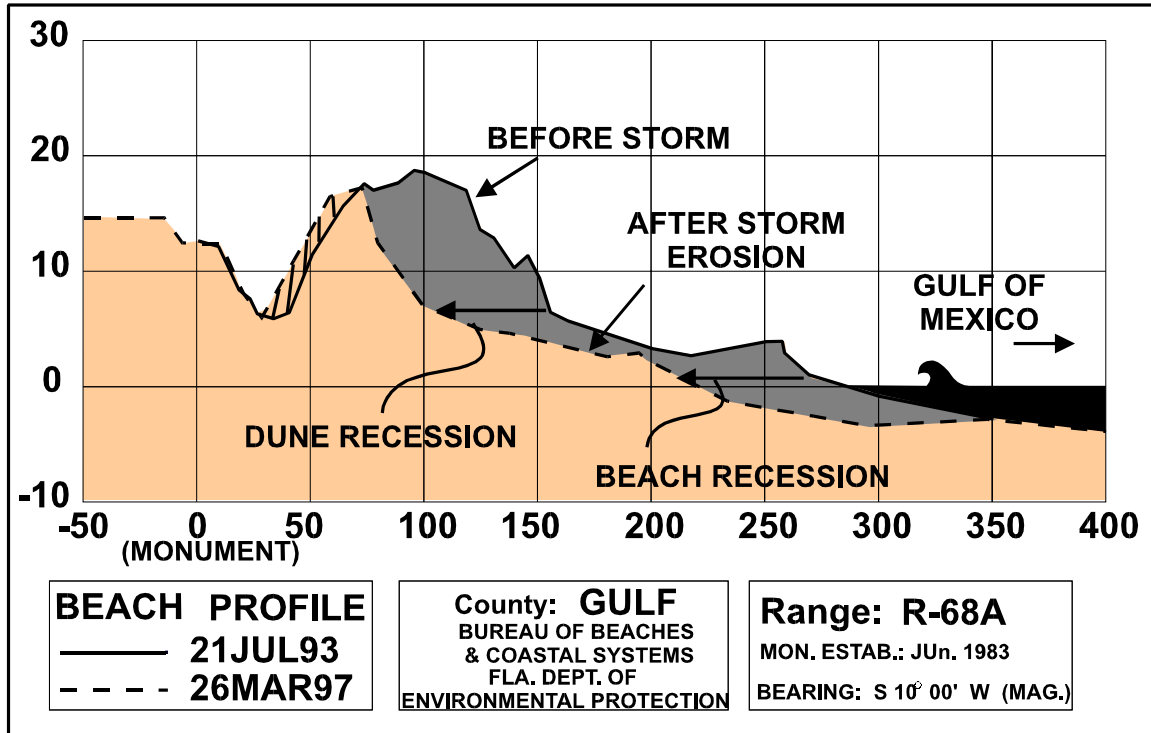 30
20
10
0
-10
BEFORE STORM
AFTER STORM
EROSION
GULF OF
MEXICO
DUNE RECESSION
BEACH RECESSION
-50 0 50 100 150 200 250 300 350 400
(MONUMENT)
BEACH PROFILE
21JUL93
26MAR97
County: GULF
BUREAU OF BEACHES
& COASTAL SYSTEMS
FLA. DEPT. OF
ENVIRONMENTAL PROTECTION
Range: R-68A
MON. ESTAB.: JUn. 1983
BEARING: S 10° 00' W (MAG.)